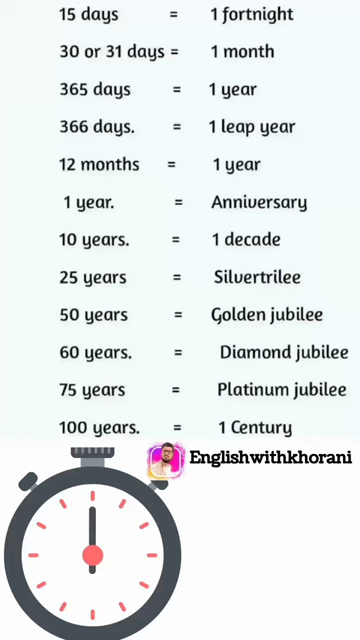 15 days = 1 fortnight
30 or 31 days = 1 month
365 days = 1 year
366 days. = 1 leap year
12 months = 1 year
1 year. = Anniversary
10 years. = 1 decade
25 years = Silvertrilee
50 years = Golden jubilee
60 years. = Diamond jubilee
75 years = Platinum jubilee
100 years. = 1 Century
Englishwithkhorani